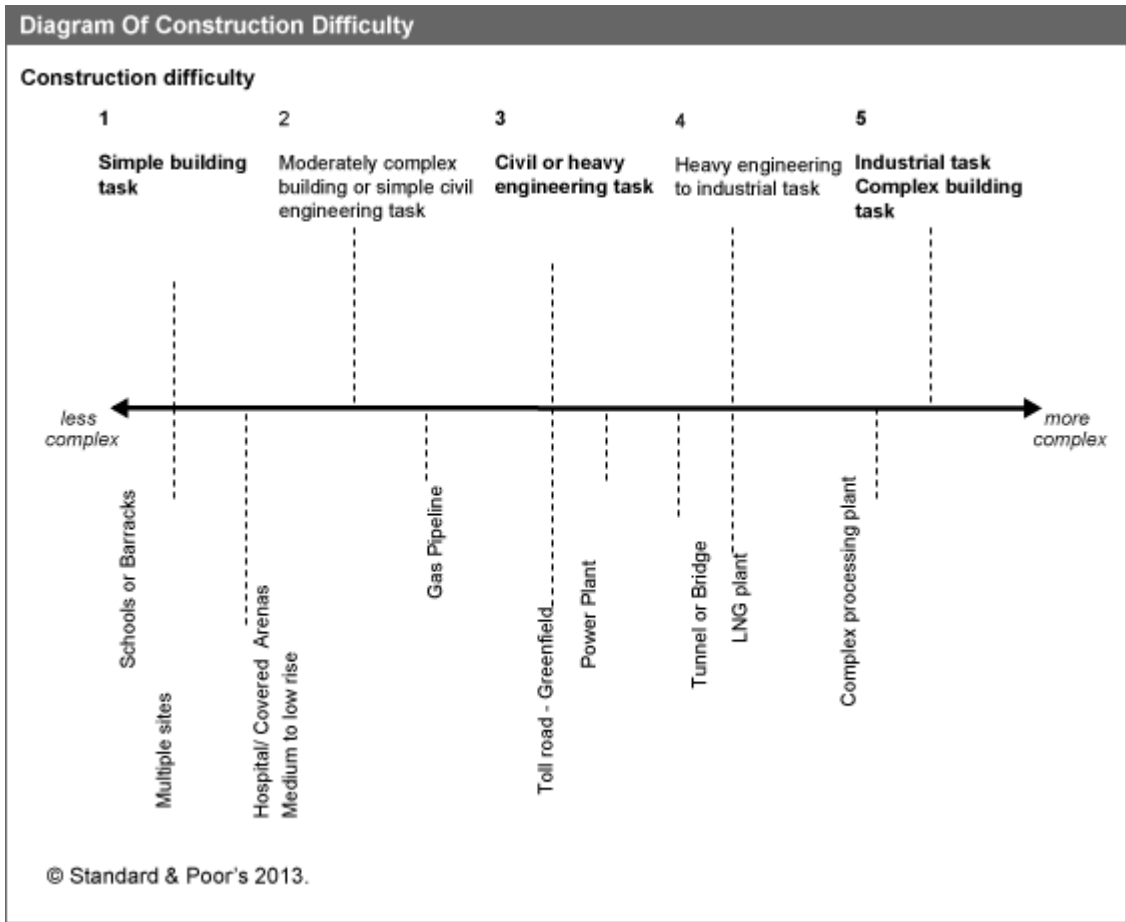 Diagram Of Construction Difficulty
Construction difficulty
1
Simple building
task
2
Moderately complex
building or simple civil
engineering task
3
Civil or heavy
engineering task
4
Heavy engineering
to industrial task
5
Industrial task
Complex building
task
less
complex
more
complex
Schools or Barracks
Multiple sites
Hospital/ Covered Arenas
Medium to low rise
Gas Pipeline
Toll road - Greenfield
Power Plant
Tunnel or Bridge
LNG plant
Complex processing plant
© Standard & Poor's 2013.